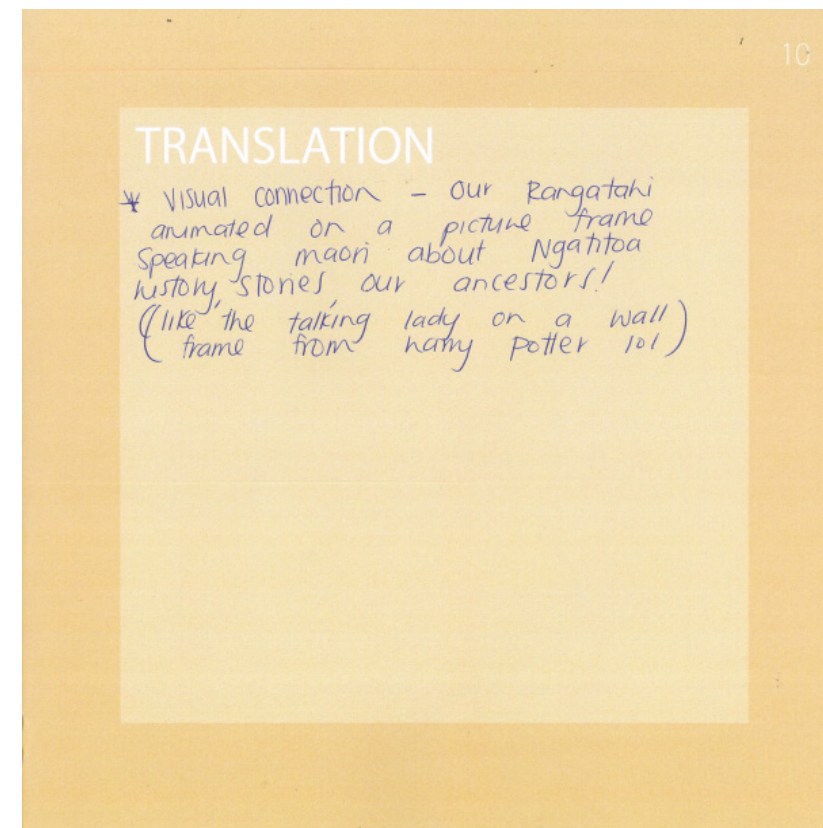 10
TRANSLATION
* Visual connection - Our Rangatahi
animated on a picture frame
Speaking maori about Ngatitoa
history, stories our ancestors!
(like the talking lady on a wall
frame from harry potter lol)